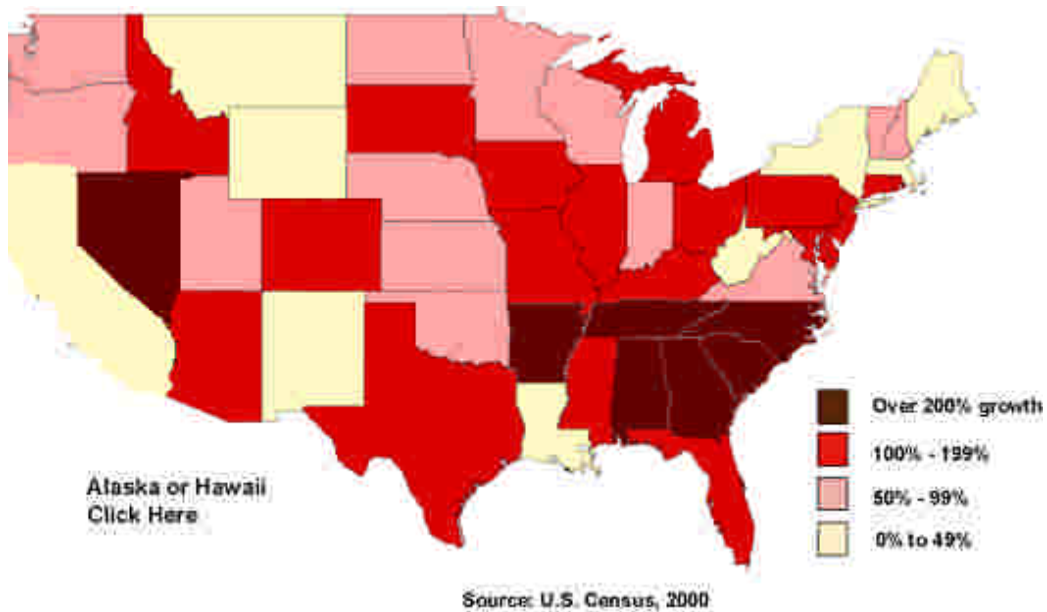 Over 200% growth
100% - 199%
50% - 99%
0% to 49%
Alaska or Hawaii
Click Here
Source: U.S. Census, 2000